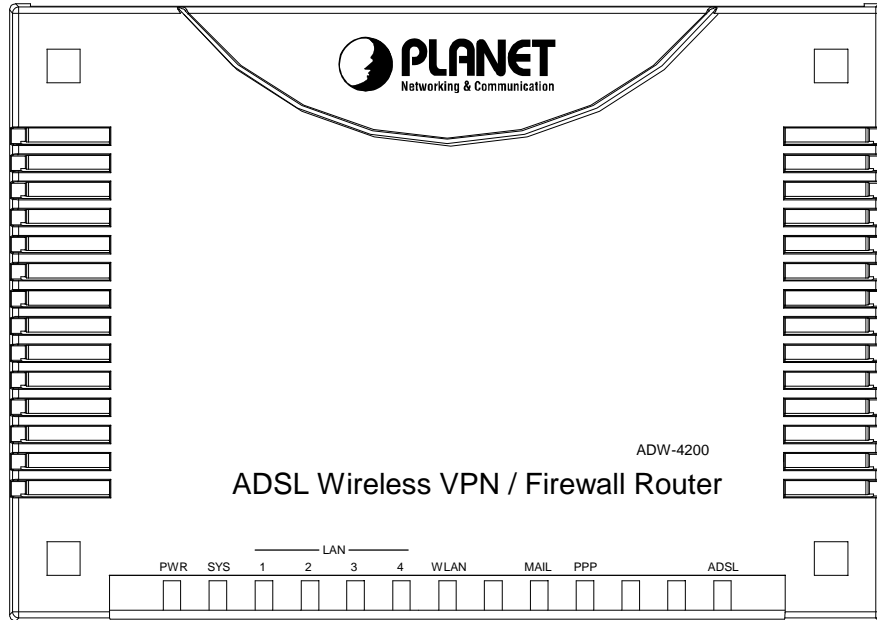 PLANET
Networking & Communication
ADW-4200
ADSL Wireless VPN / Firewall Router
LAN
PWR SYS 1 2 3 4 WLAN MAIL PPP ADSL